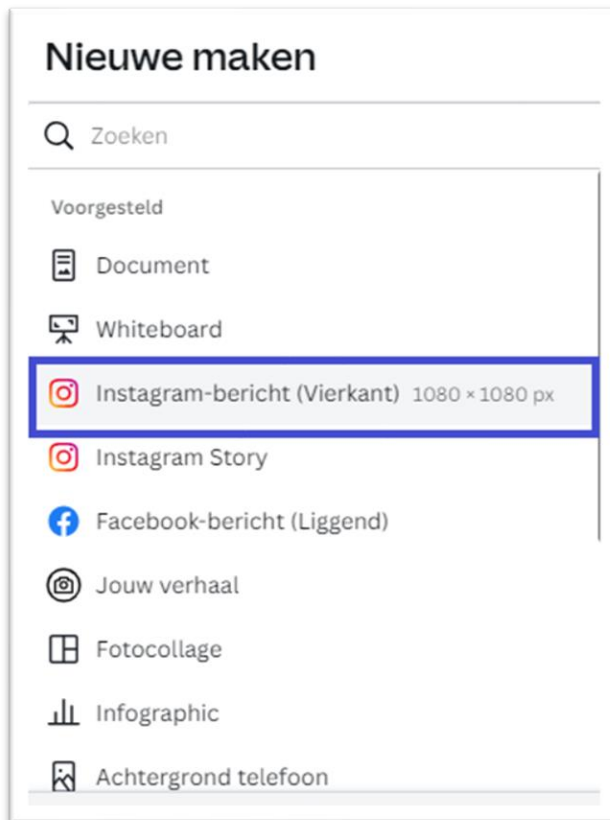 Nieuwe maken
Zoeken
Voorgesteld
Document
Whiteboard
Instagram-bericht (Vierkant) 1080 × 1080 px
Instagram Story
Facebook-bericht (Liggend)
Jouw verhaal
Fotocollage
Infographic
Achtergrond telefoon